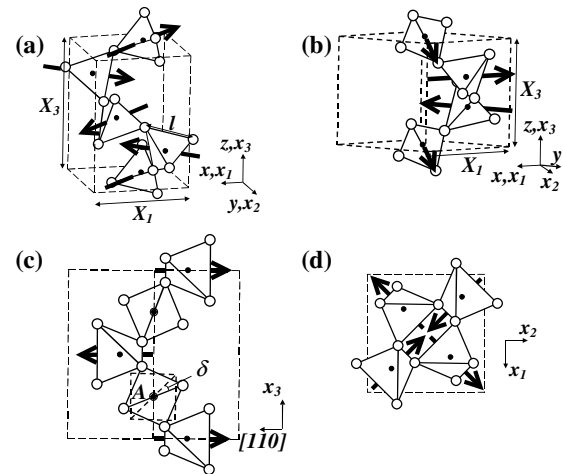 (a)
X3
l
x,x1
z,x3
y,x2
X1
(b)
X3
z,x3
X1
y
x,x1
x2
(c)
δ
A
x3
[110]
(d)
x2
x1